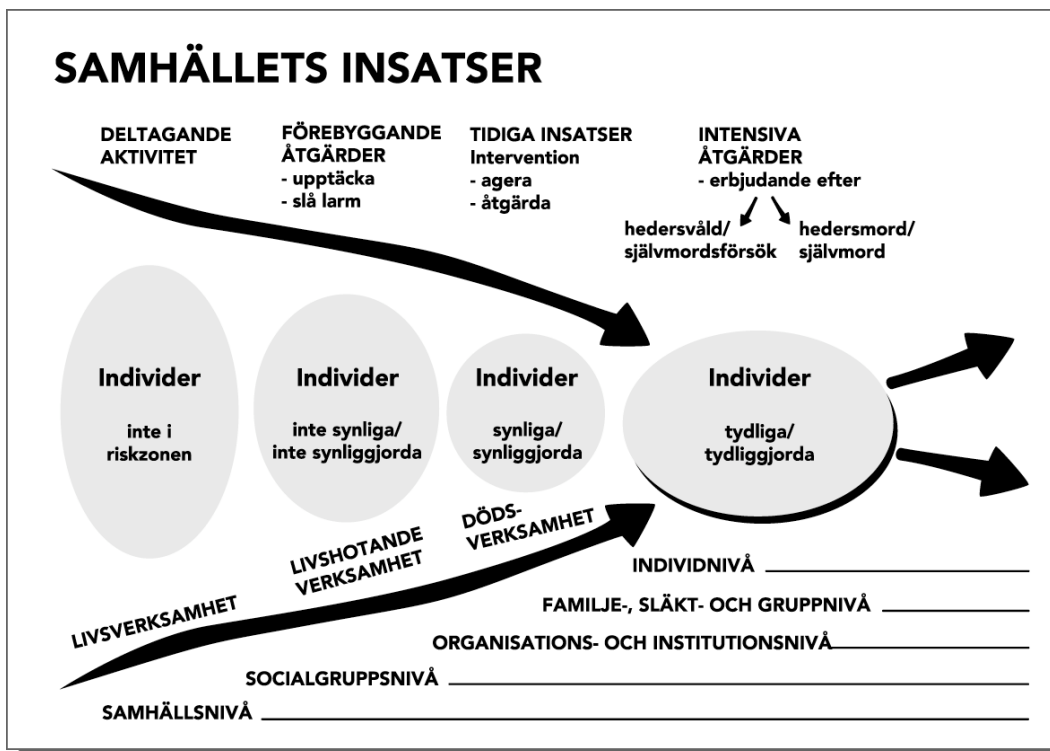 SAMHÄLLETS INSATSER
DELTAGANDE
AKTIVITET
FÖREBYGGANDE
ÅTGÄRDER
- upptäcka
- slå larm
TIDIGA INSATSER
Intervention
- agera
- åtgärda
INTENSIVA
ÅTGÄRDER
- erbjudande efter
hedersvåld/
självmordsförsök
hedersmord/
självmord
Individer
inte i
riskzonen
Individer
inte synliga/
inte synliggjorda
Individer
synliga/
synliggjorda
Individer
tydliga/
tydliggjorda
LIVSVERKSAMHET
LIVSHOTANDE
VERKSAMHET
DÖDS-
VERKSAMHET
INDIVIDNIVÅ
FAMILJE-, SLÄKT- OCH GRUPPNIVÅ
ORGANISATIONS- OCH INSTITUTIONSNIVÅ
SOCIALGRUPPSNIVÅ
SAMHÄLLSNIVÅ